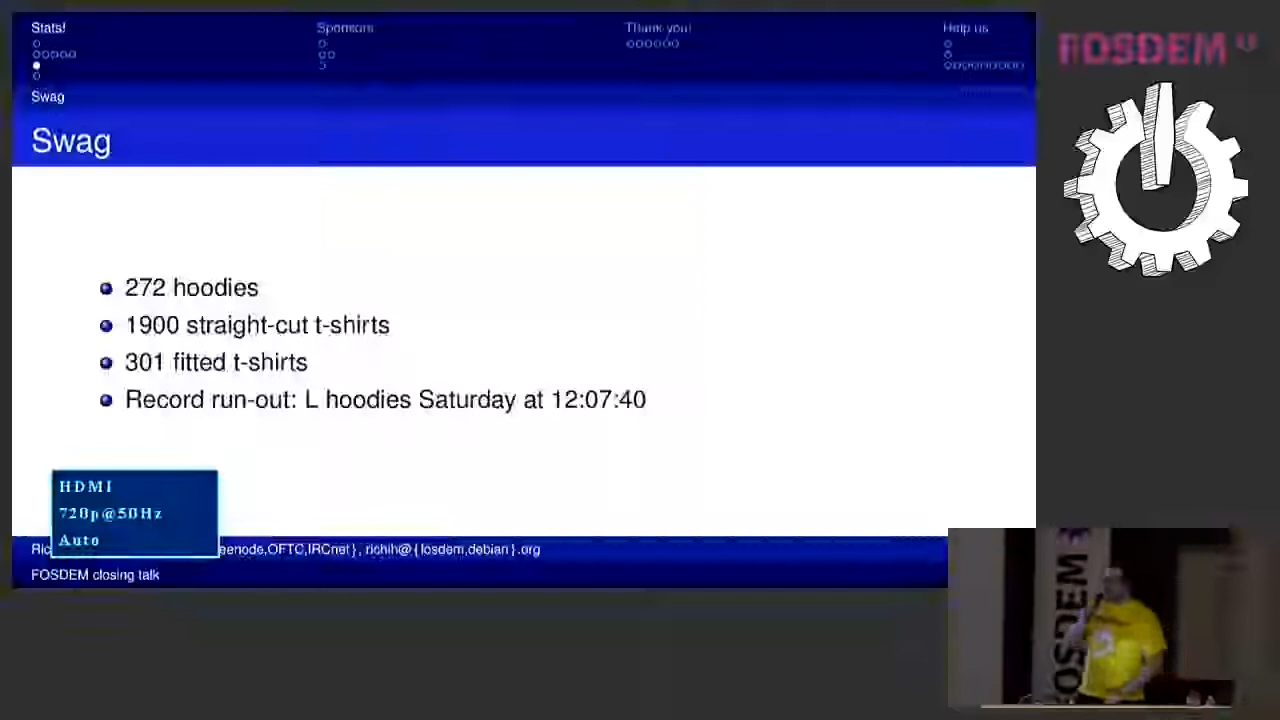 Stats!
Sponsors
Thank you!
Help us
FOSDEM
Swag
Swag
272 hoodies
1900 straight-cut t-shirts
301 fitted t-shirts
Record run-out: L hoodies Saturday at 12:07:40
HDMI
720p@50Hz
Auto
OFTC,IRCnet}, richih@{fosdem,debian}.org
FOSDEM closing talk
FOSDEM